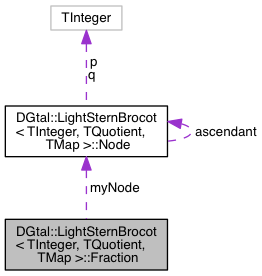 TInteger
p
q
DGtal::LightSternBrocot
< TInteger, TQuotient,
TMap >::Node
ascendant
myNode
DGtal::LightSternBrocot
< TInteger, TQuotient,
TMap >::Fraction